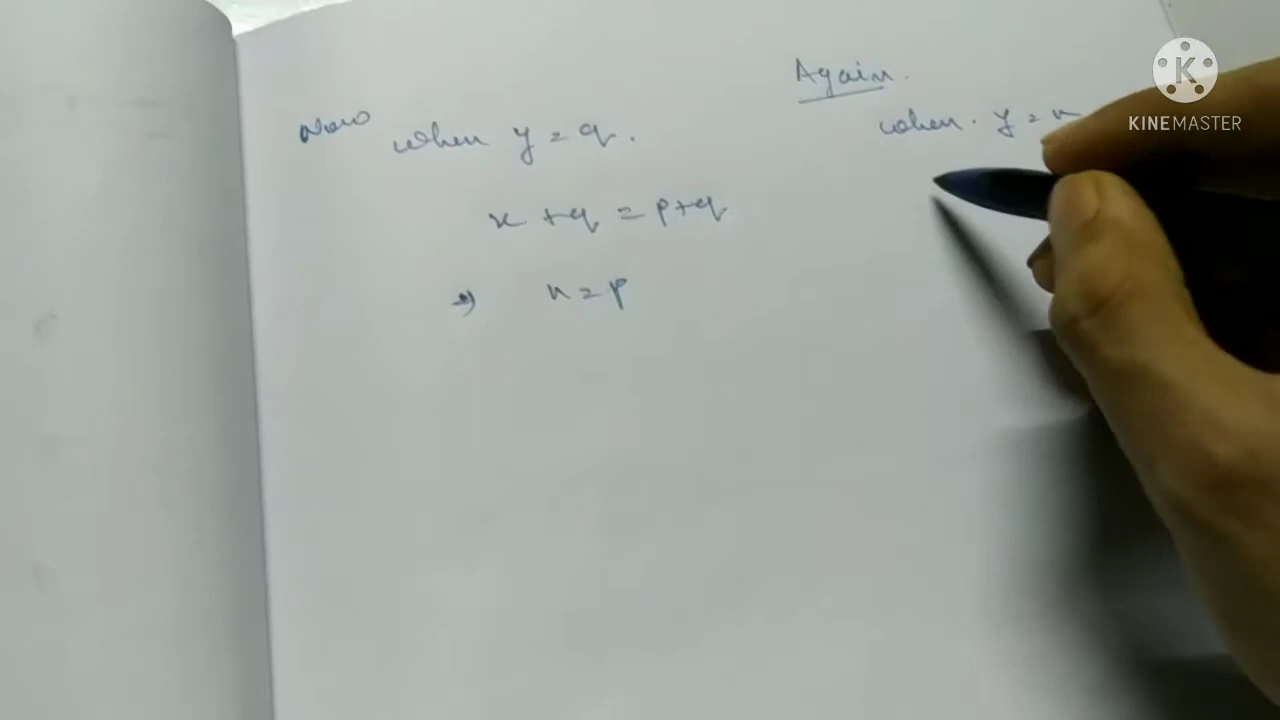 Now when y = q.
x + q = p+q
⇒ x = p
Again.
when. y = x
KINEMASTER